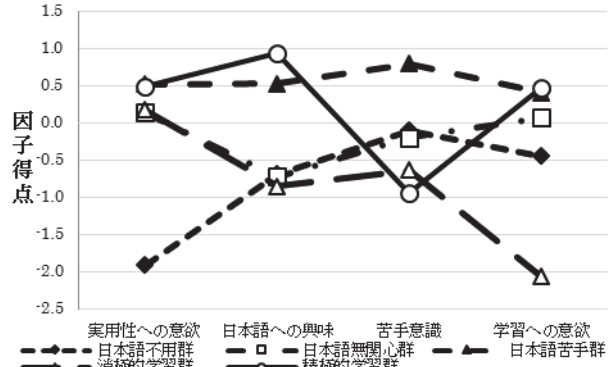 1.5
1.0
0.5
0.0
-0.5
-1.0
-1.5
-2.0
-2.5
因子得点
実用性への意欲 日本語への興味 苦手意識 学習への意欲
日本語不用群 日本語無関心群 日本語苦手群
消極的学習群 積極的学習群